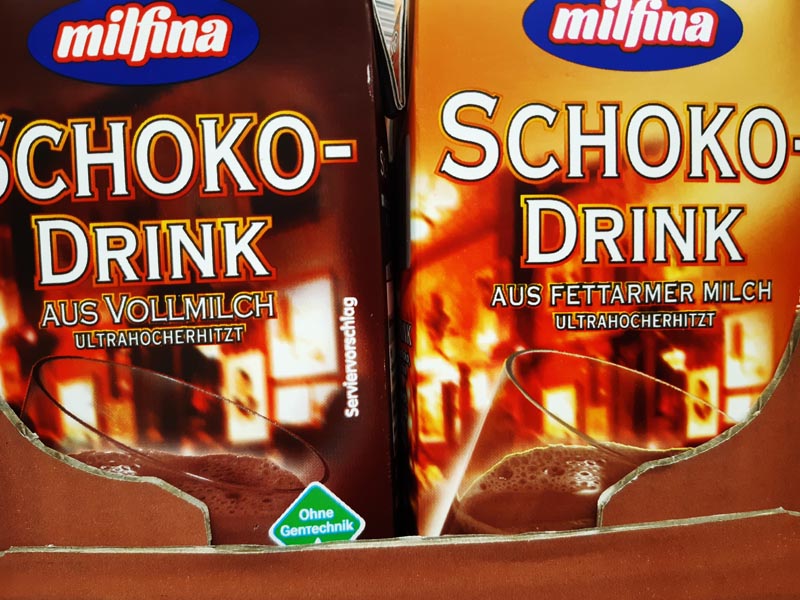 milfina
SCHOKO-
DRINK
AUS VOLLMILCH
ULTRAHOCHERHITZT
Serviervorschlag
Ohne
GenTechnik
milfina
SCHOKO-
DRINK
AUS FETTARMER MILCH
ULTRAHOCHERHITZT